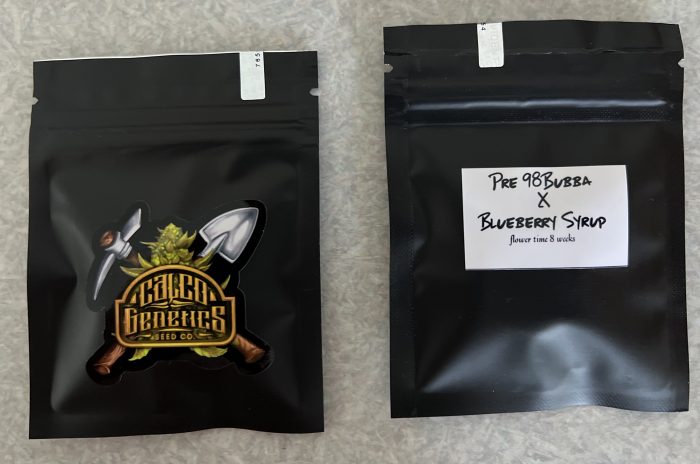 CALCO
GENETICS
SEED CO.
PRE 98 BUBBA
X
BLUEBERRY SYRUP
flower time 8 weeks